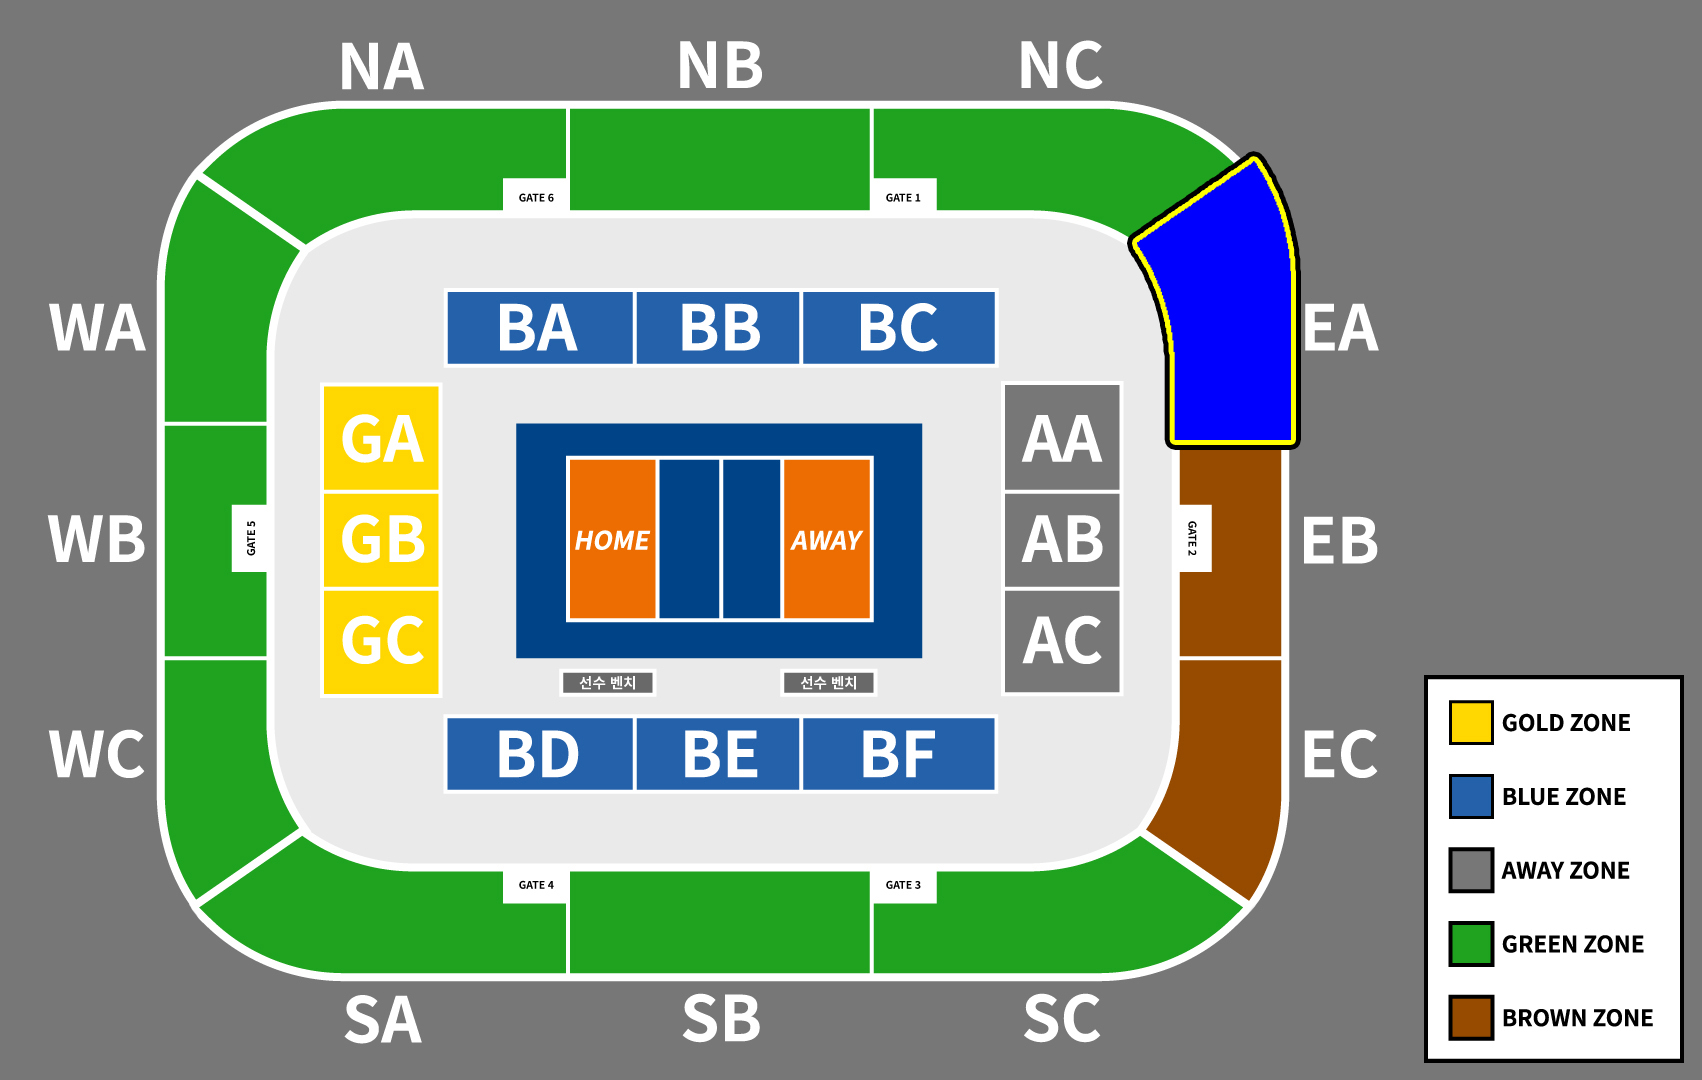 NA NB NC
GATE 6 GATE 1
WA BA BB BC EA
GA AA
WB GATE 5 GB HOME AWAY AB GATE 2 EB
GC AC
선수 벤치 선수 벤치
WC BD BE BF EC
GATE 4 GATE 3
SA SB SC
GOLD ZONE
BLUE ZONE
AWAY ZONE
GREEN ZONE
BROWN ZONE